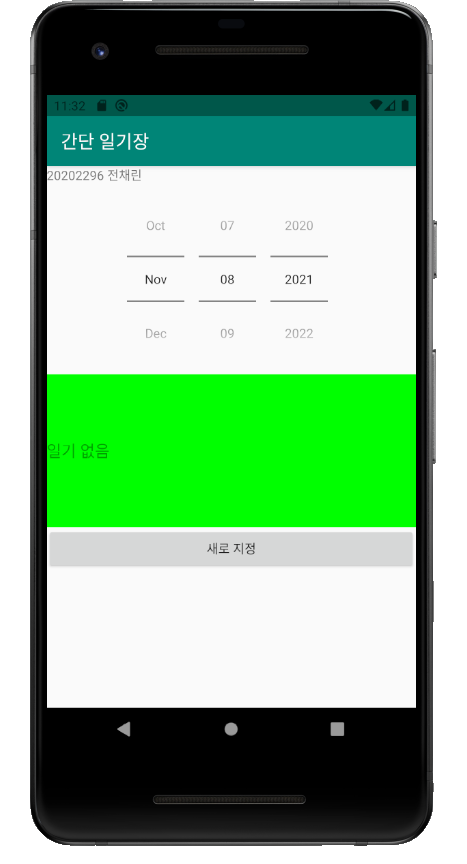 11:32
간단 일기장
20202296 전채린
Oct 07 2020
Nov 08 2021
Dec 09 2022
일기 없음
새로 지정